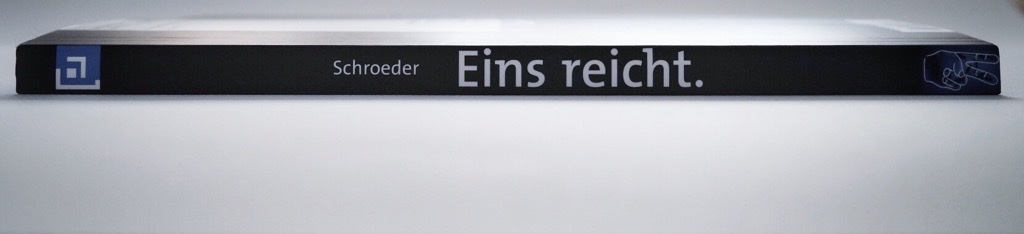 Schroeder Eins reicht.